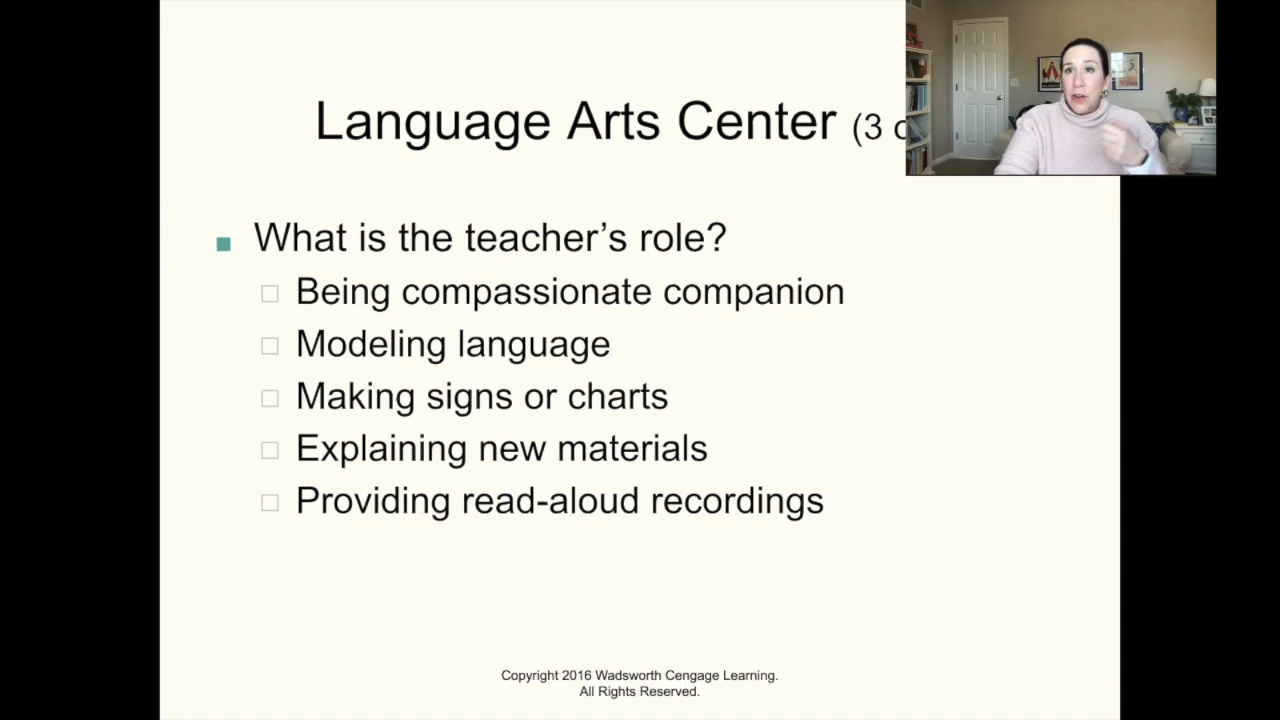 Language Arts Center (3
What is the teacher’s role?
Being compassionate companion
Modeling language
Making signs or charts
Explaining new materials
Providing read-aloud recordings
Copyright 2016 Wadsworth Cengage Learning.
All Rights Reserved.